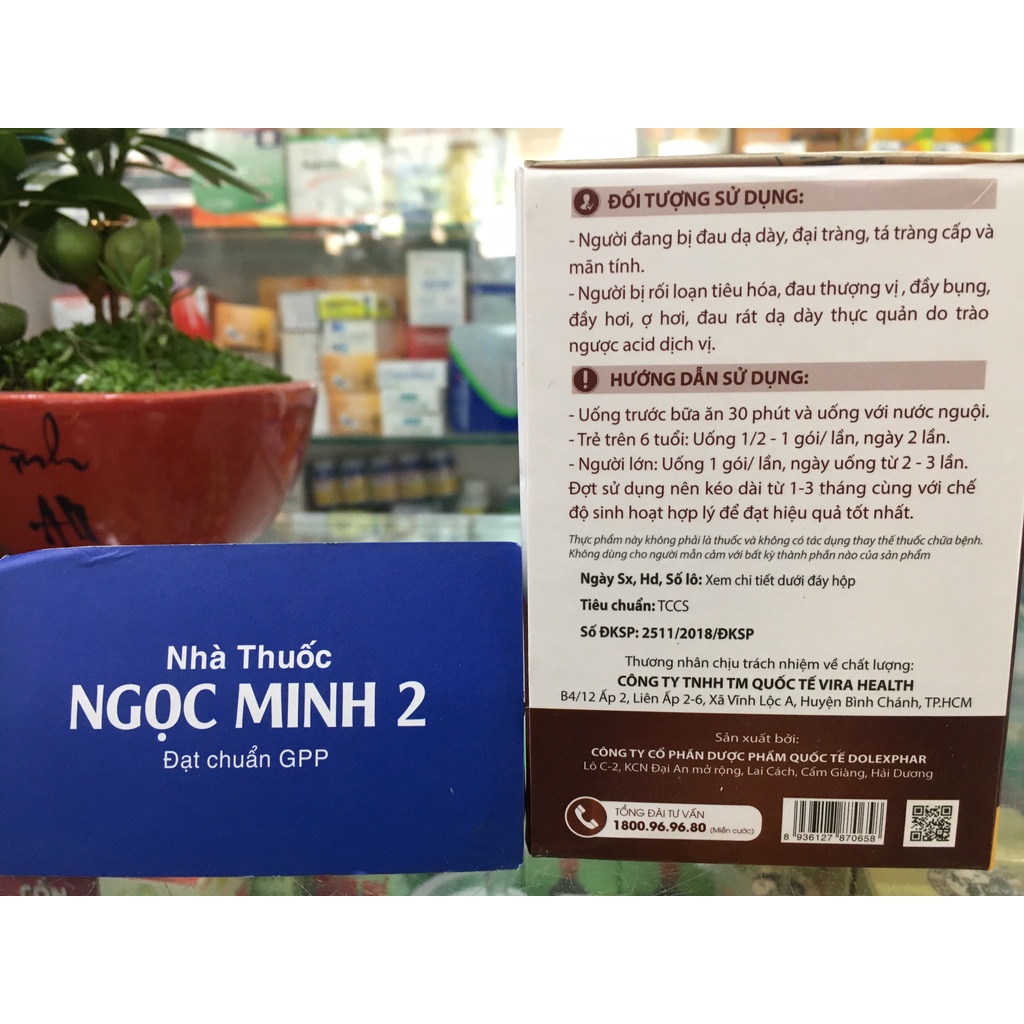 Nhà Thuốc
NGỌC MINH 2
Đạt chuẩn GPP
ĐỐI TƯỢNG SỬ DỤNG:
- Người đang bị đau dạ dày, đại tràng, tá tràng cấp và
mãn tính.
- Người bị rối loạn tiêu hóa, đau thượng vị , đầy bụng,
đầy hơi, ợ hơi, đau rát dạ dày thực quản do trào
ngược acid dịch vị.
HƯỚNG DẪN SỬ DỤNG:
- Uống trước bữa ăn 30 phút và uống với nước nguội.
- Trẻ trên 6 tuổi: Uống 1/2 - 1 gói/ lần, ngày 2 lần.
- Người lớn: Uống 1 gói/ lần, ngày uống từ 2 - 3 lần.
Đợt sử dụng nên kéo dài từ 1-3 tháng cùng với chế
độ sinh hoạt hợp lý để đạt hiệu quả tốt nhất.
Thực phẩm này không phải là thuốc và không có tác dụng thay thế thuốc chữa bệnh.
Không dùng cho người mẫn cảm với bất kỳ thành phần nào của sản phẩm
Ngày Sx, Hd, Số lô: Xem chi tiết dưới đáy hộp
Tiêu chuẩn: TCCS
Số ĐKSP: 2511/2018/ĐKSP
Thương nhân chịu trách nhiệm về chất lượng:
CÔNG TY TNHH TM QUỐC TẾ VIRA HEALTH
B4/12 Ấp 2, Liên Ấp 2-6, Xã Vĩnh Lộc A, Huyện Bình Chánh, TP.HCM
Sản xuất bởi:
CÔNG TY CỔ PHẦN DƯỢC PHẨM QUỐC TẾ DOLEXPHAR
Lô C-2, KCN Đại An mở rộng, Lai Cách, Cẩm Giàng, Hải Dương
TỔNG ĐÀI TƯ VẤN
1800.96.96.80 (Miễn cước)
8 936127 870658